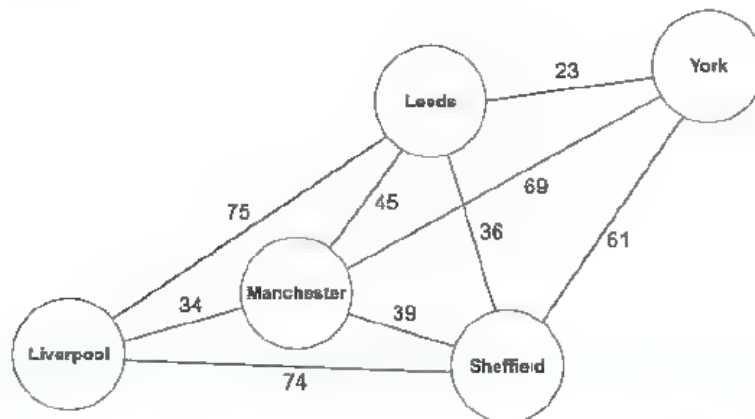 York
23
Leeds
69
45
75
36
61
Manchester
34
39
Liverpool
Sheffield
74